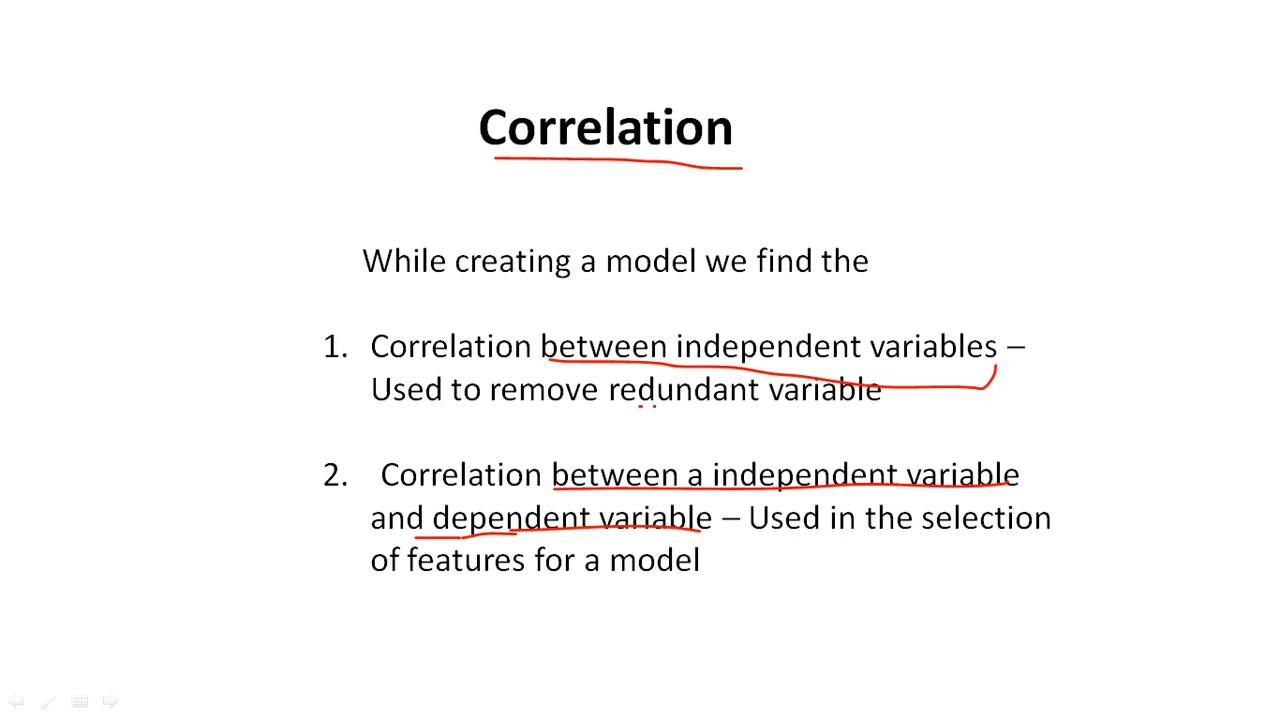 Correlation
While creating a model we find the
1. Correlation between independent variables –
Used to remove redundant variable
2. Correlation between a independent variable
and dependent variable – Used in the selection
of features for a model